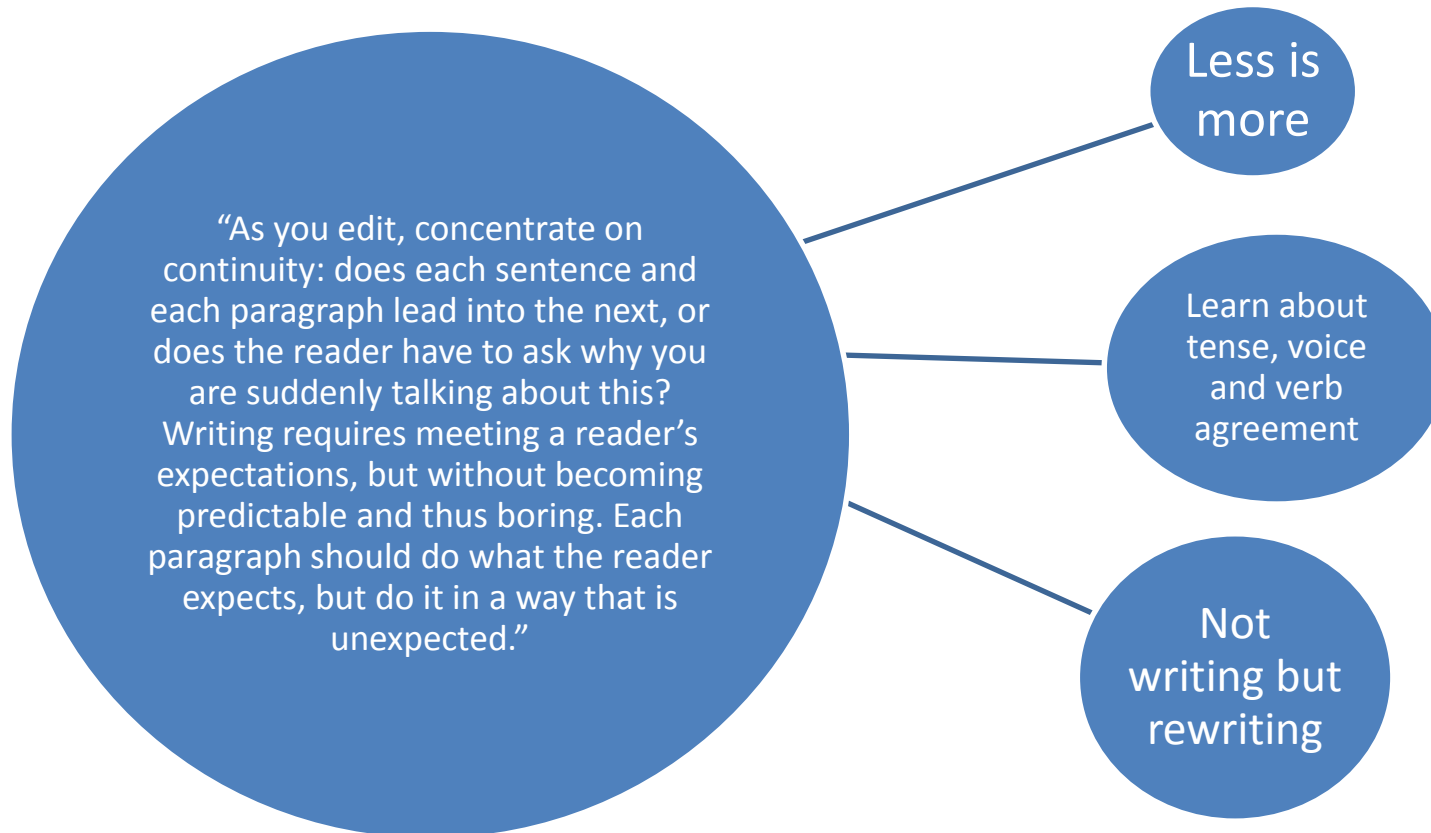 “As you edit, concentrate on
continuity: does each sentence and
each paragraph lead into the next, or
does the reader have to ask why you
are suddenly talking about this?
Writing requires meeting a reader’s
expectations, but without becoming
predictable and thus boring. Each
paragraph should do what the reader
expects, but do it in a way that is
unexpected.”
Less is
more
Learn about
tense, voice
and verb
agreement
Not
writing but
rewriting